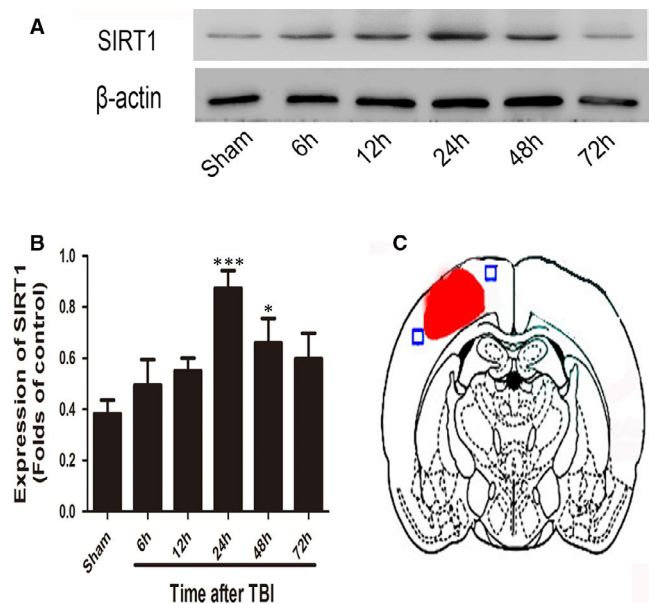 A
SIRT1
β-actin
Sham 6h 12h 24h 48h 72h
B
Expression of SIRT1
(Folds of control)
1.0
0.8
0.6
0.4
0.2
0.0
***
*
Sham 6h 12h 24h 48h 72h
Time after TBI
C